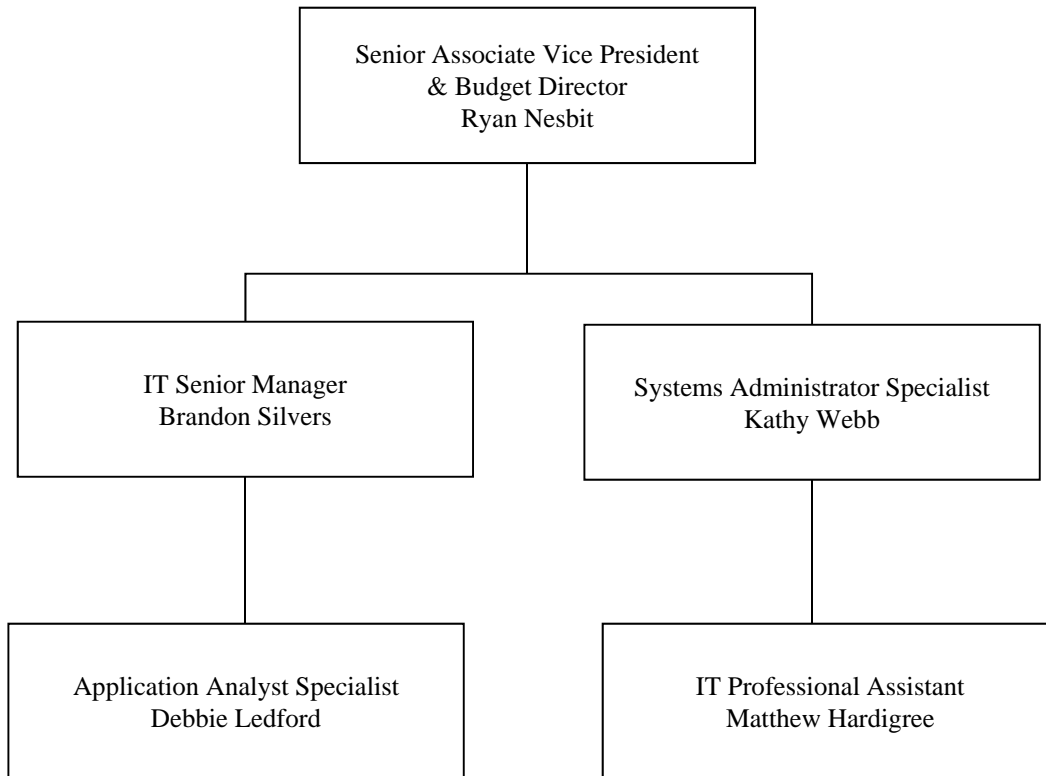 Senior Associate Vice President
& Budget Director
Ryan Nesbit
IT Senior Manager
Brandon Silvers
Systems Administrator Specialist
Kathy Webb
Application Analyst Specialist
Debbie Ledford
IT Professional Assistant
Matthew Hardigree